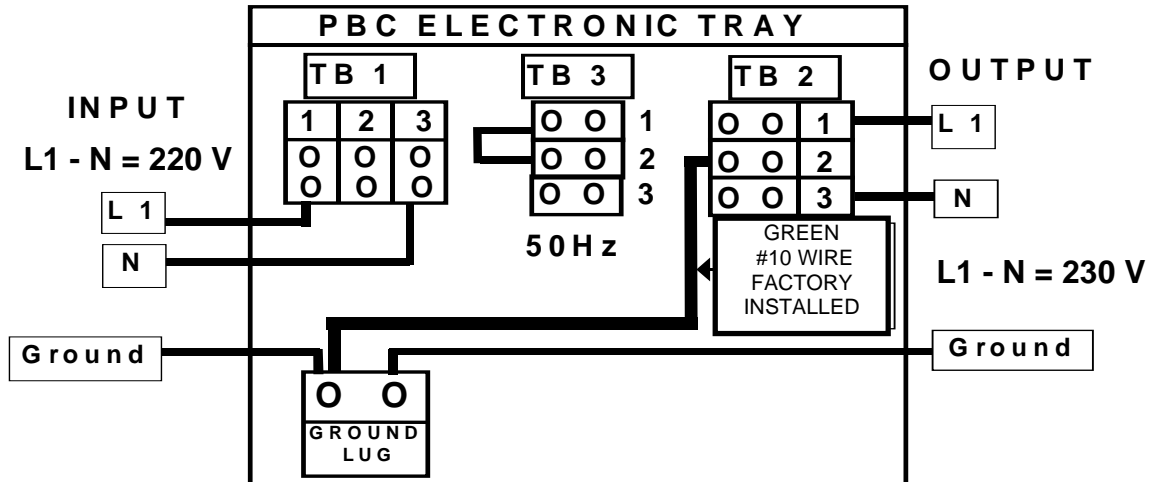 PBC ELECTRONIC TRAY
TB 1
TB 3
TB 2
OUTPUT
INPUT
L1 - N = 220 V
1 2 3
O O O
O O O
O O 1
O O 2
O O 3
O O 1
O O 2
O O 3
L 1
N
L 1
N
50Hz
GREEN
#10 WIRE
FACTORY
INSTALLED
L1 - N = 230 V
Ground
Ground
O O
GROUND
LUG